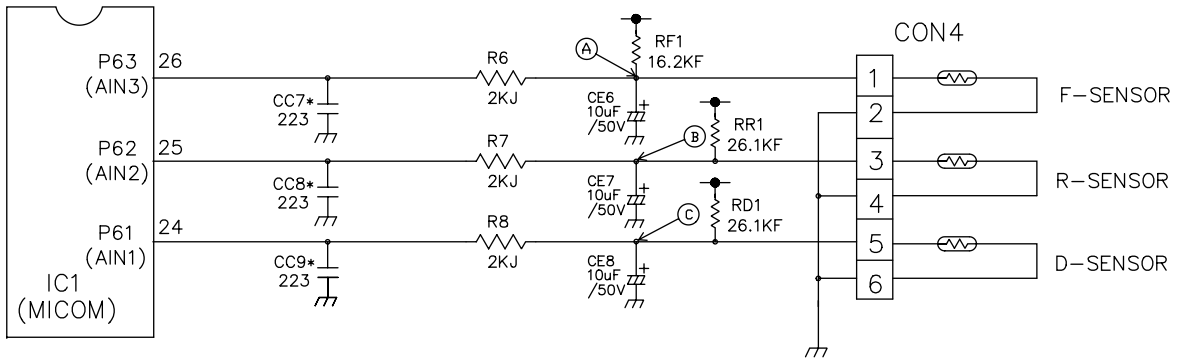 P63
(AIN3)
26
CC7*
223
R6
2KJ
A
RF1
16.2KF
CE6
10uF
/50V
P62
(AIN2)
25
CC8*
223
R7
2KJ
B
RR1
26.1KF
CE7
10uF
/50V
P61
(AIN1)
24
CC9*
223
R8
2KJ
C
RD1
26.1KF
CE8
10uF
/50V
IC1
(MICOM)
CON4
1
2
3
4
5
6
F-SENSOR
R-SENSOR
D-SENSOR